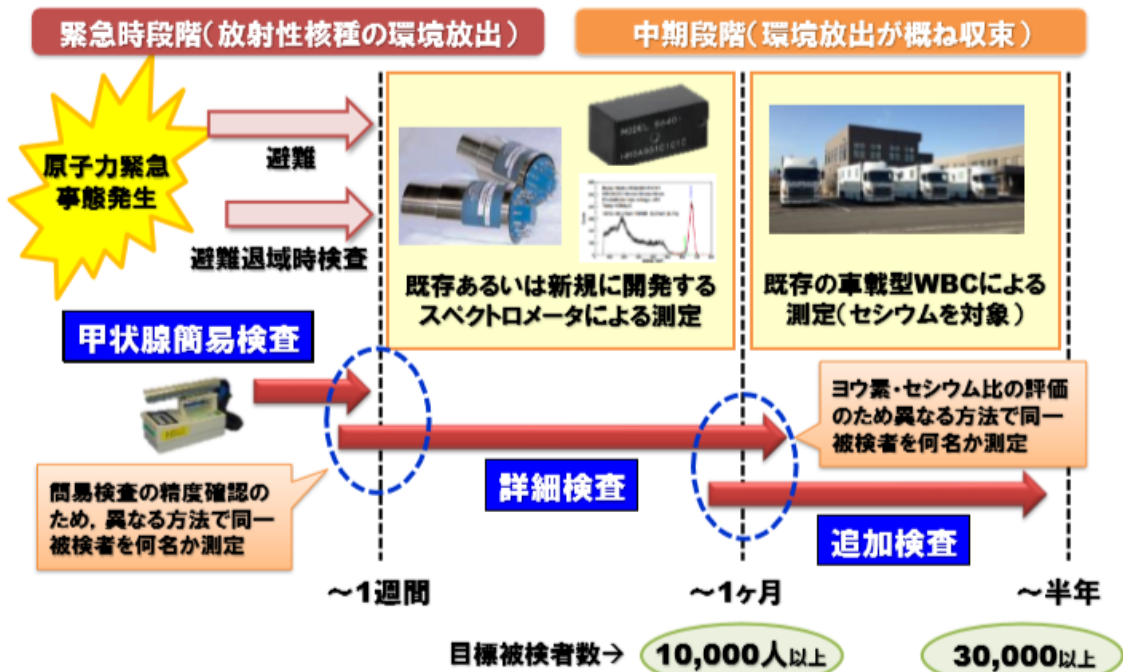 緊急時段階(放射性核種の環境放出)
中期段階(環境放出が概ね収束)
原子力緊急
事態発生
避難
避難退域時検査
既存あるいは新規に開発する
スペクトロメータによる測定
既存の車載型WBCによる
測定(セシウムを対象)
甲状腺簡易検査
ヨウ素・セシウム比の評価
のため異なる方法で同一
被検者を何名か測定
簡易検査の精度確認の
ため,異なる方法で同一
被検者を何名か測定
詳細検査
追加検査
~1週間
~1ヶ月
~半年
目標被検者数→
10,000人以上
30,000以上